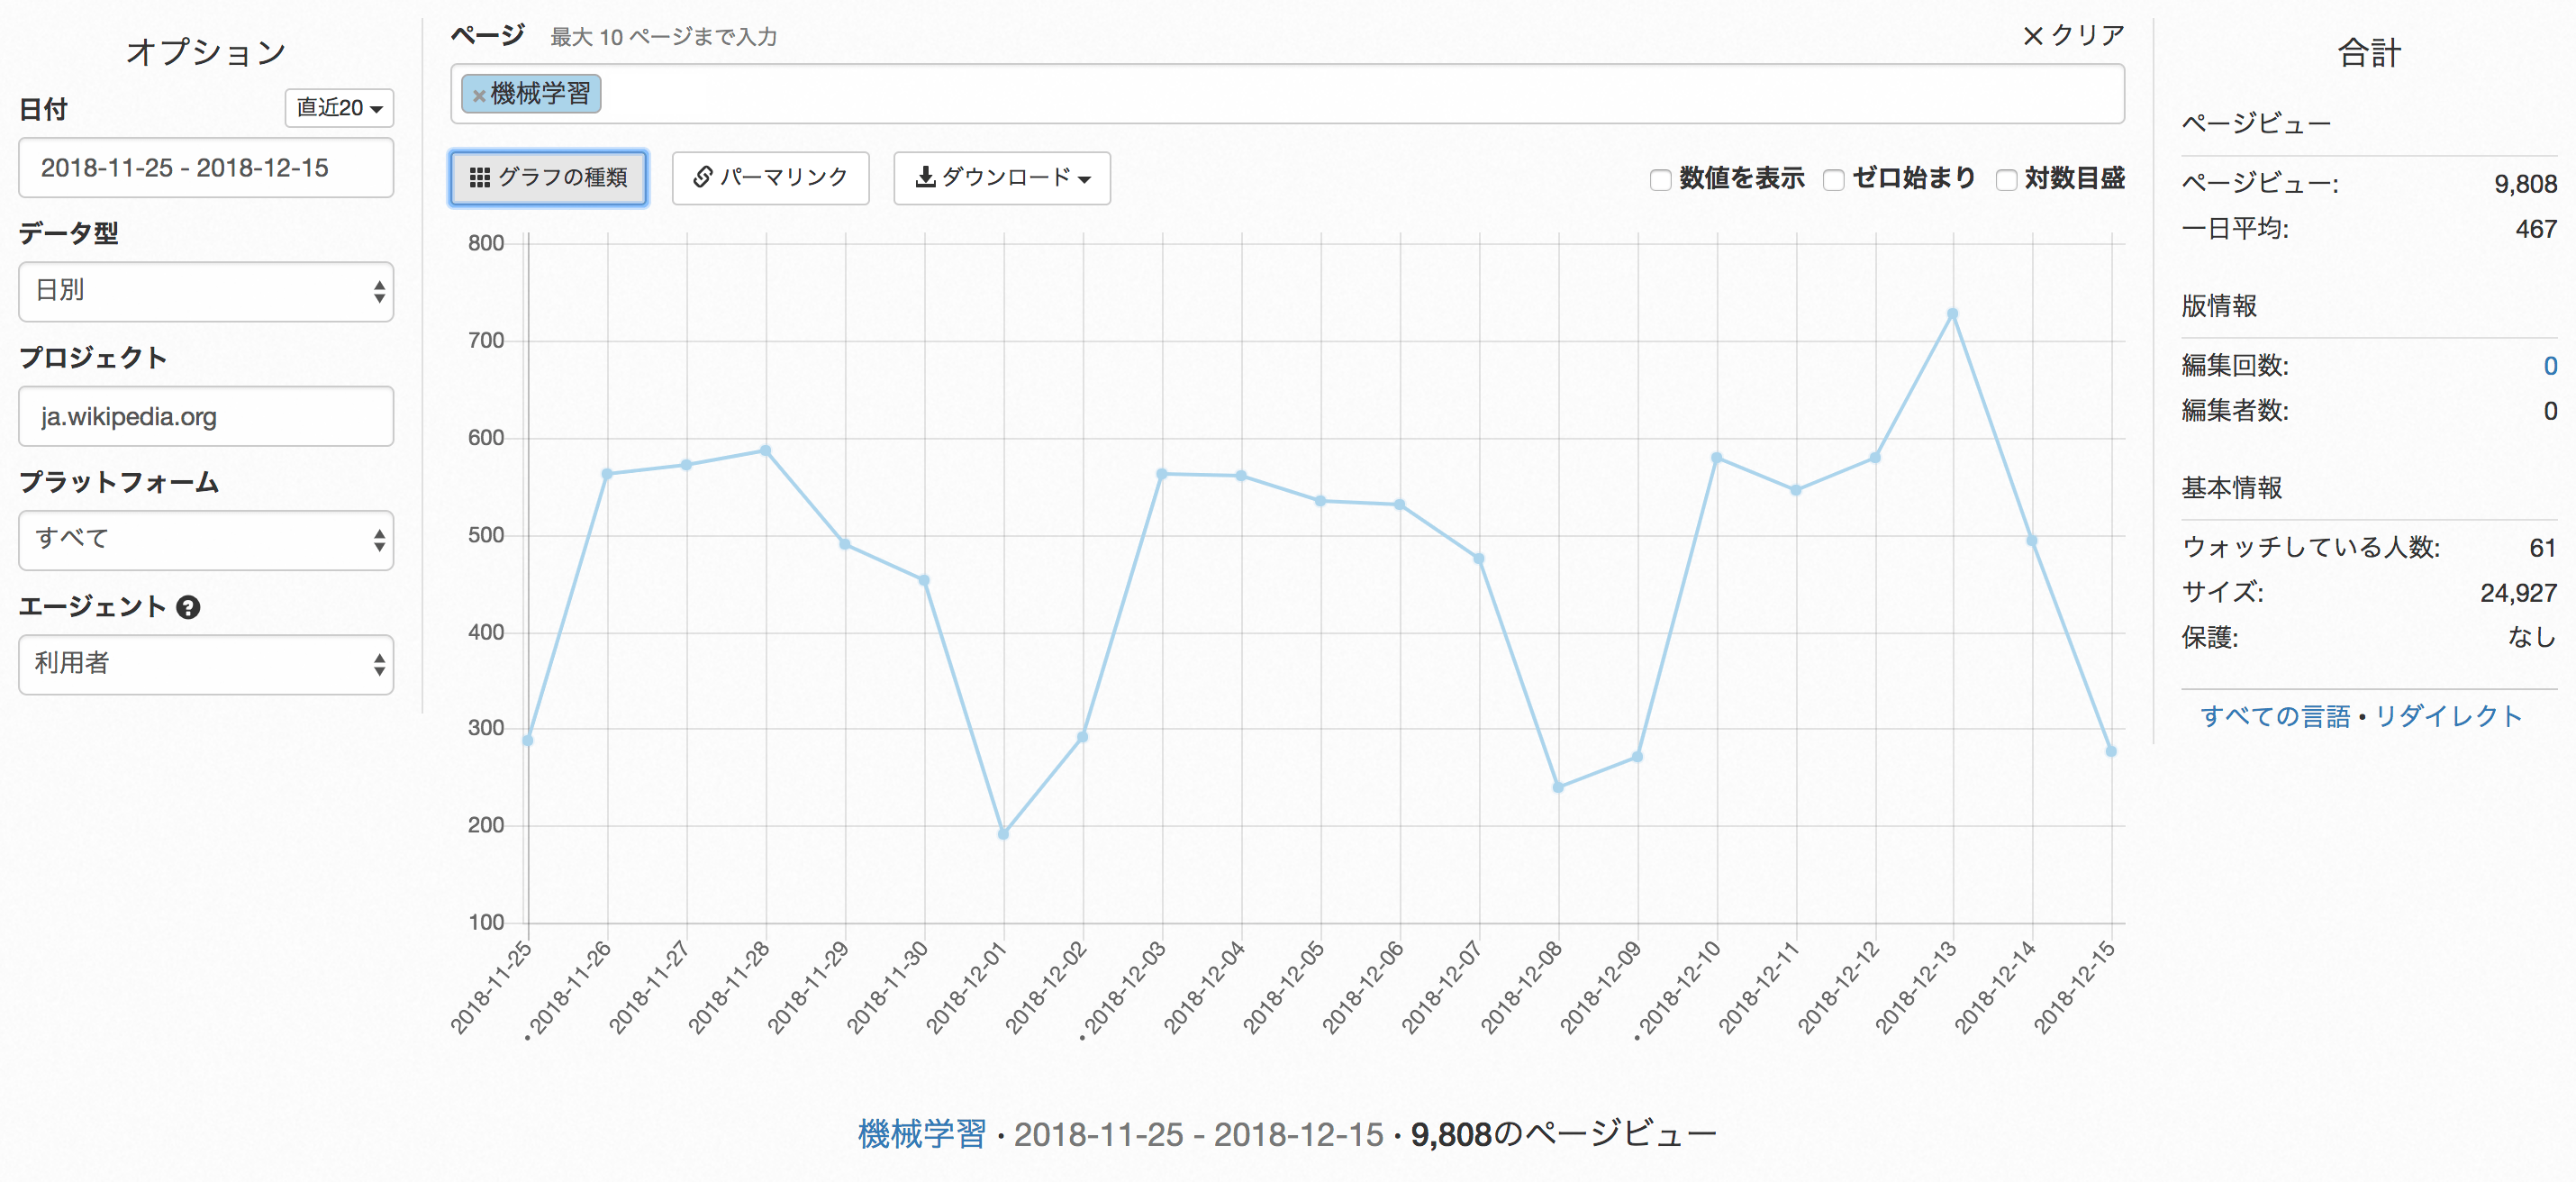 オプション
日付
直近20
2018-11-25 - 2018-12-15
データ型
日別
プロジェクト
ja.wikipedia.org
プラットフォーム
すべて
エージェント
利用者
ページ 最大 10 ページまで入力
クリア
機械学習
グラフの種類 パーマリンク ダウンロード
数値を表示 ゼロ始まり 対数目盛
800
700
600
500
400
300
200
100
2018-11-25
• 2018-11-26
2018-11-27
2018-11-28
2018-11-29
2018-11-30
2018-12-01
2018-12-02
• 2018-12-03
2018-12-04
2018-12-05
2018-12-06
2018-12-07
2018-12-08
2018-12-09
• 2018-12-10
2018-12-11
2018-12-12
2018-12-13
2018-12-14
2018-12-15
機械学習 · 2018-11-25 - 2018-12-15 · 9,808のページビュー
合計
ページビュー
ページビュー: 9,808
一日平均: 467
版情報
編集回数: 0
編集者数: 0
基本情報
ウォッチしている人数: 61
サイズ: 24,927
保護: なし
すべての言語 • リダイレクト